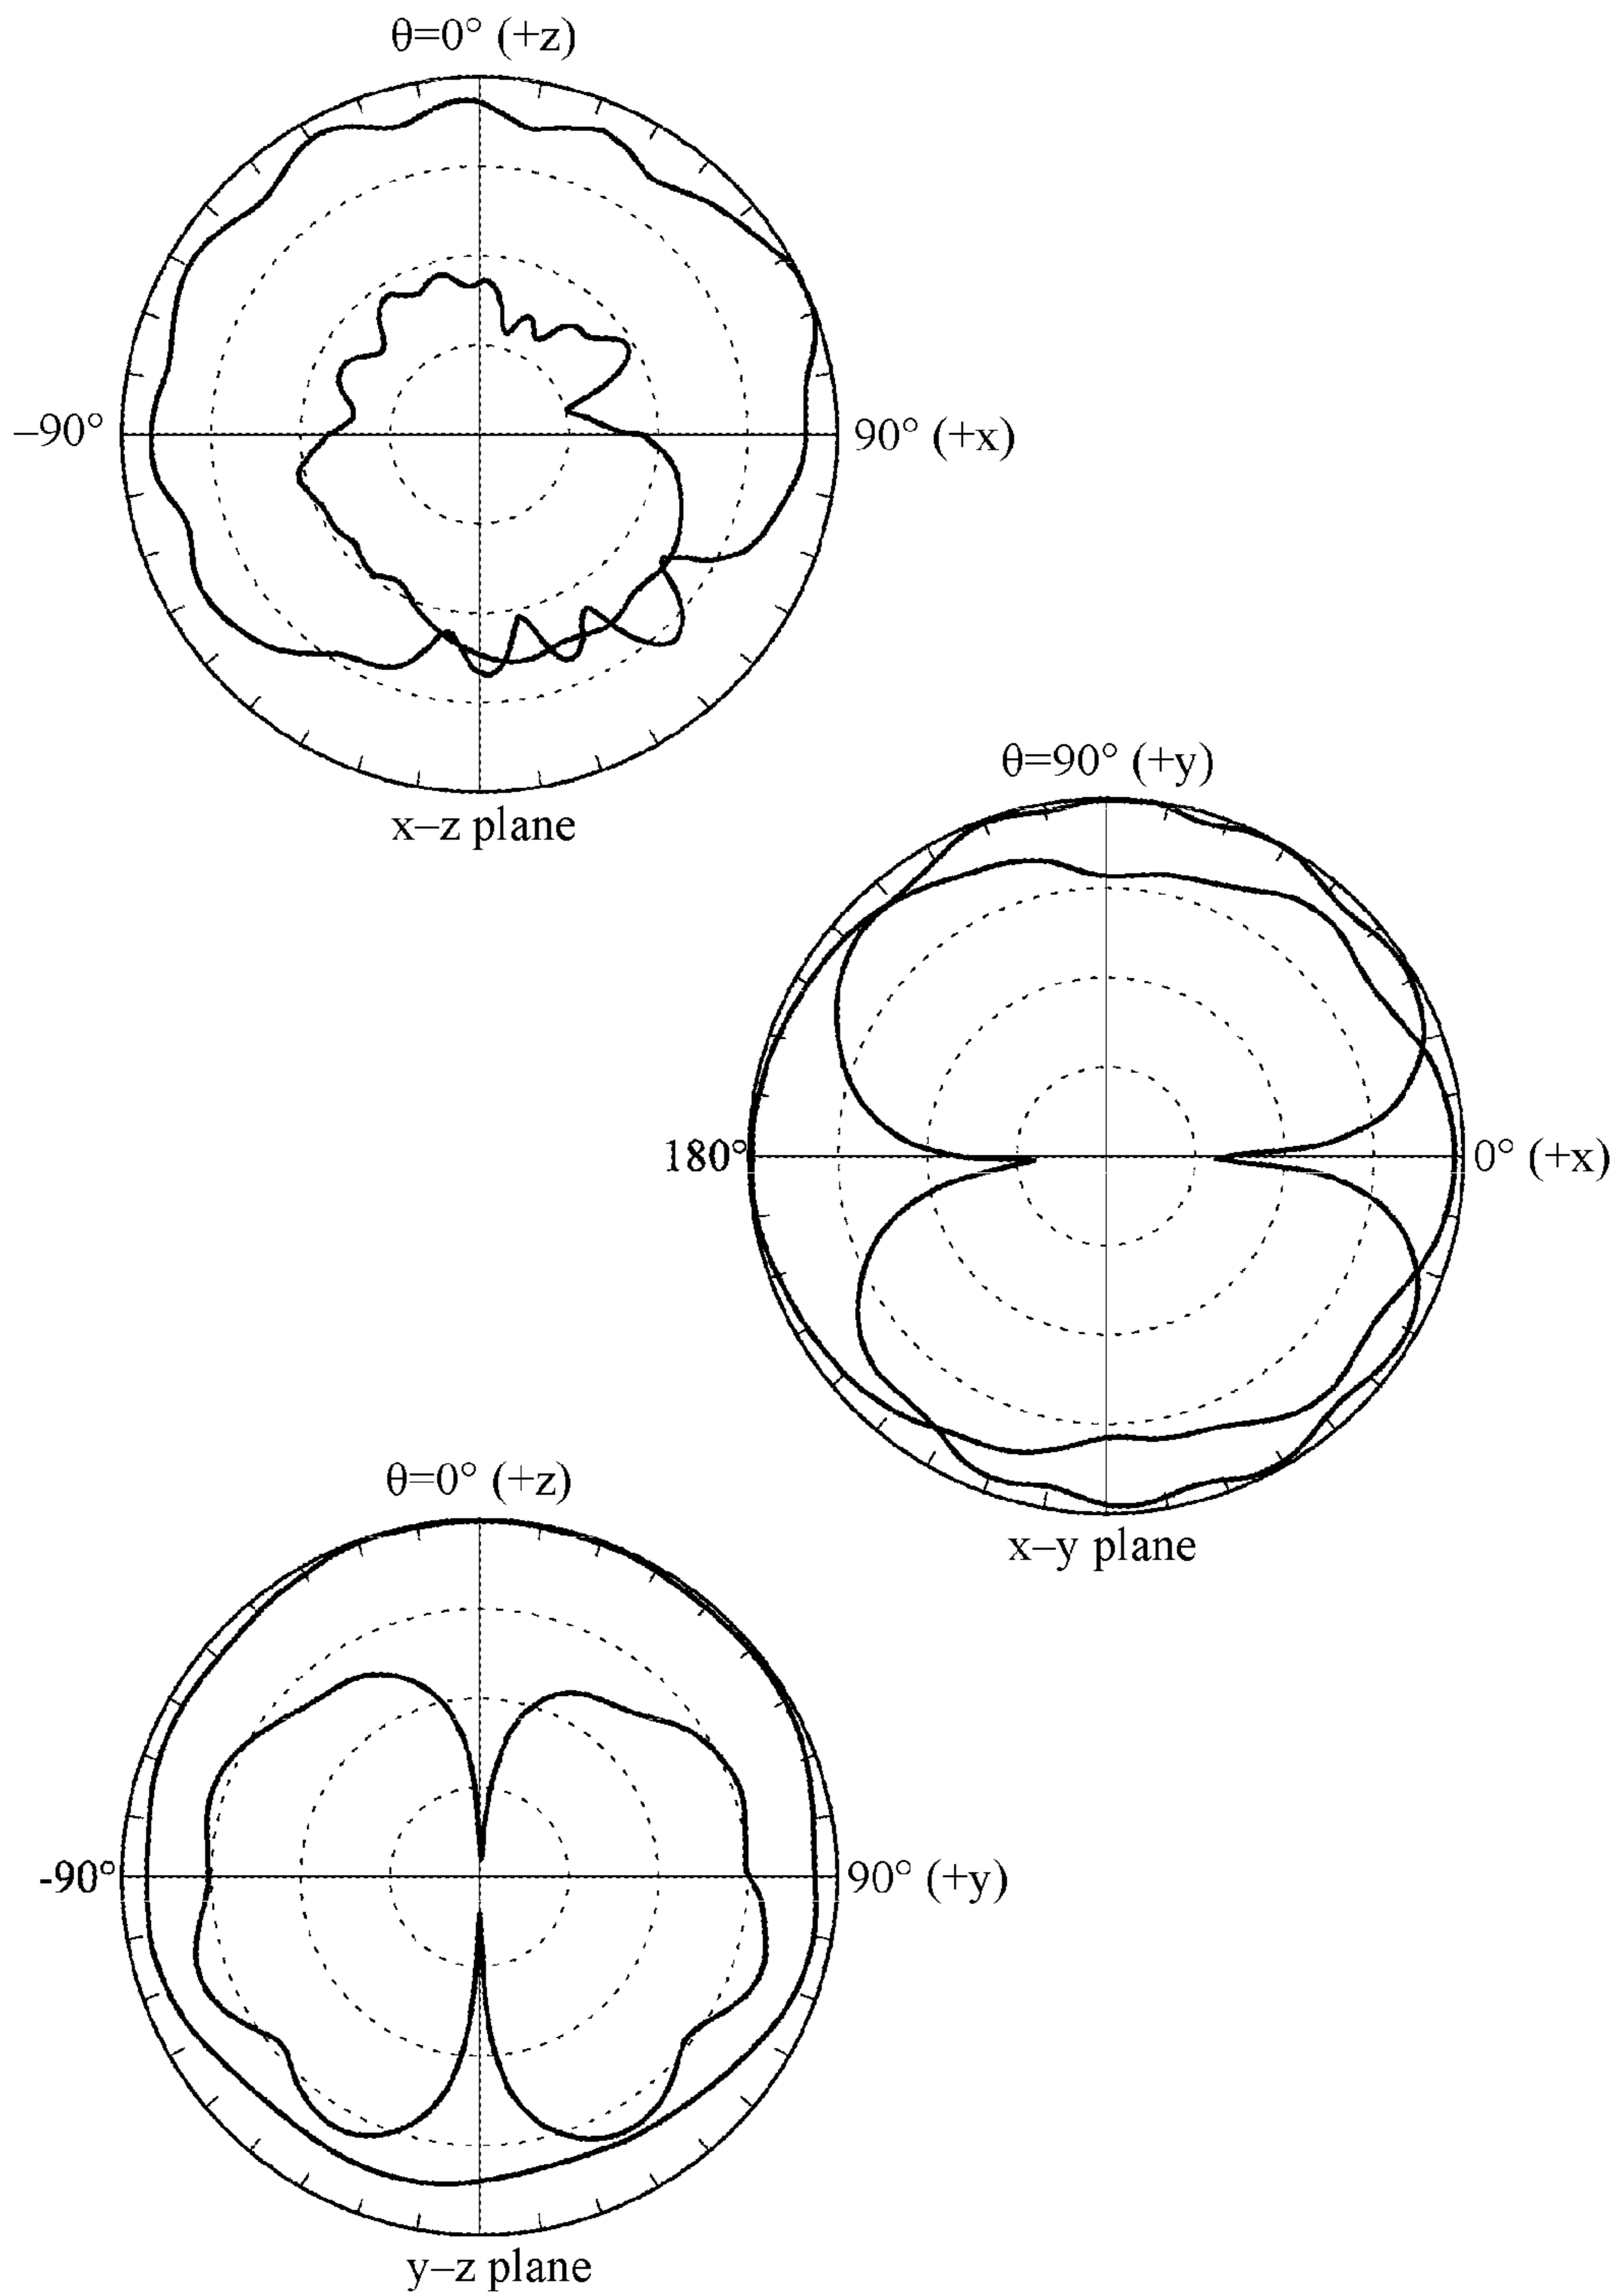 θ=0° (+z)
–90°
90° (+x)
x–z plane
θ=90° (+y)
180°
0° (+x)
x–y plane
θ=0° (+z)
-90°
90° (+y)
y–z plane